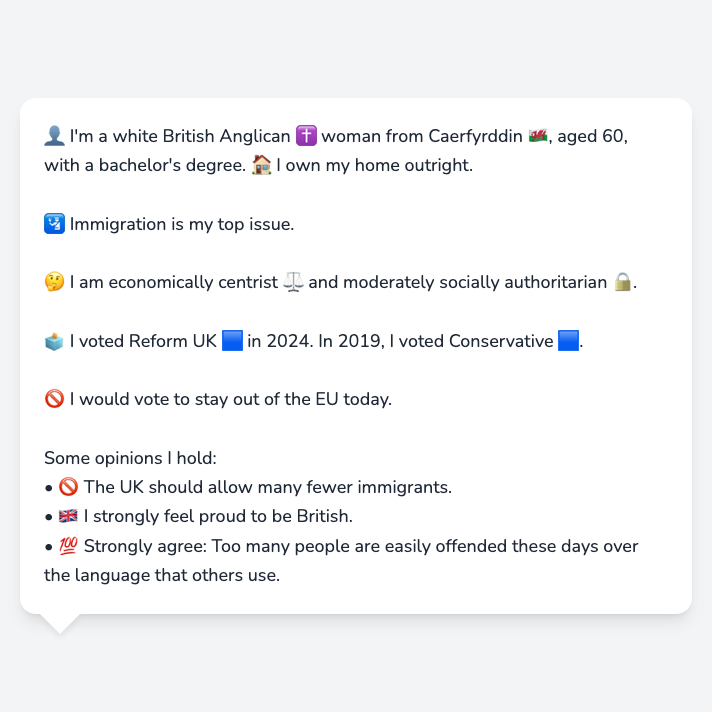 👤 I'm a white British Anglican ✝️ woman from Caerfyrddin 🏴󠁧󠁢󠁷󠁬󠁳󠁿, aged 60,
with a bachelor's degree. 🏠 I own my home outright.
🛂 Immigration is my top issue.
🤔 I am economically centrist ⚖️ and moderately socially authoritarian 🔒.
🗳️ I voted Reform UK 🟦 in 2024. In 2019, I voted Conservative 🟦.
🚫 I would vote to stay out of the EU today.
Some opinions I hold:
• 🚫 The UK should allow many fewer immigrants.
• 🇬🇧 I strongly feel proud to be British.
• 💯 Strongly agree: Too many people are easily offended these days over
the language that others use.